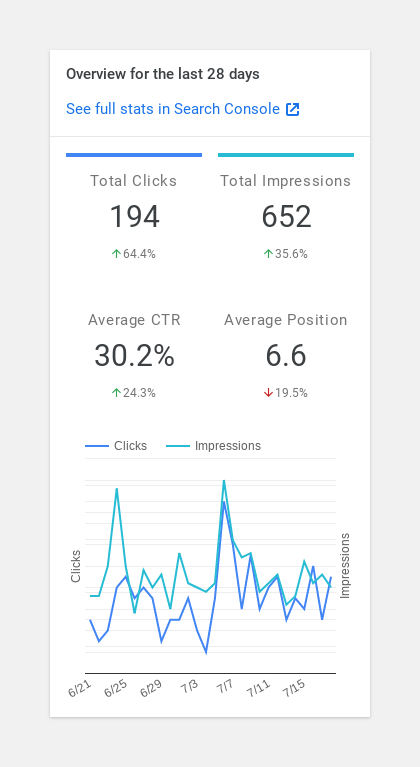 Overview for the last 28 days
See full stats in Search Console
Total Clicks
Total Impressions
194
652
64.4%
35.6%
Average CTR
Average Position
30.2%
6.6
24.3%
19.5%
Clicks
Impressions
Clicks
Impressions
6/21
6/25
6/29
7/3
7/7
7/11
7/15